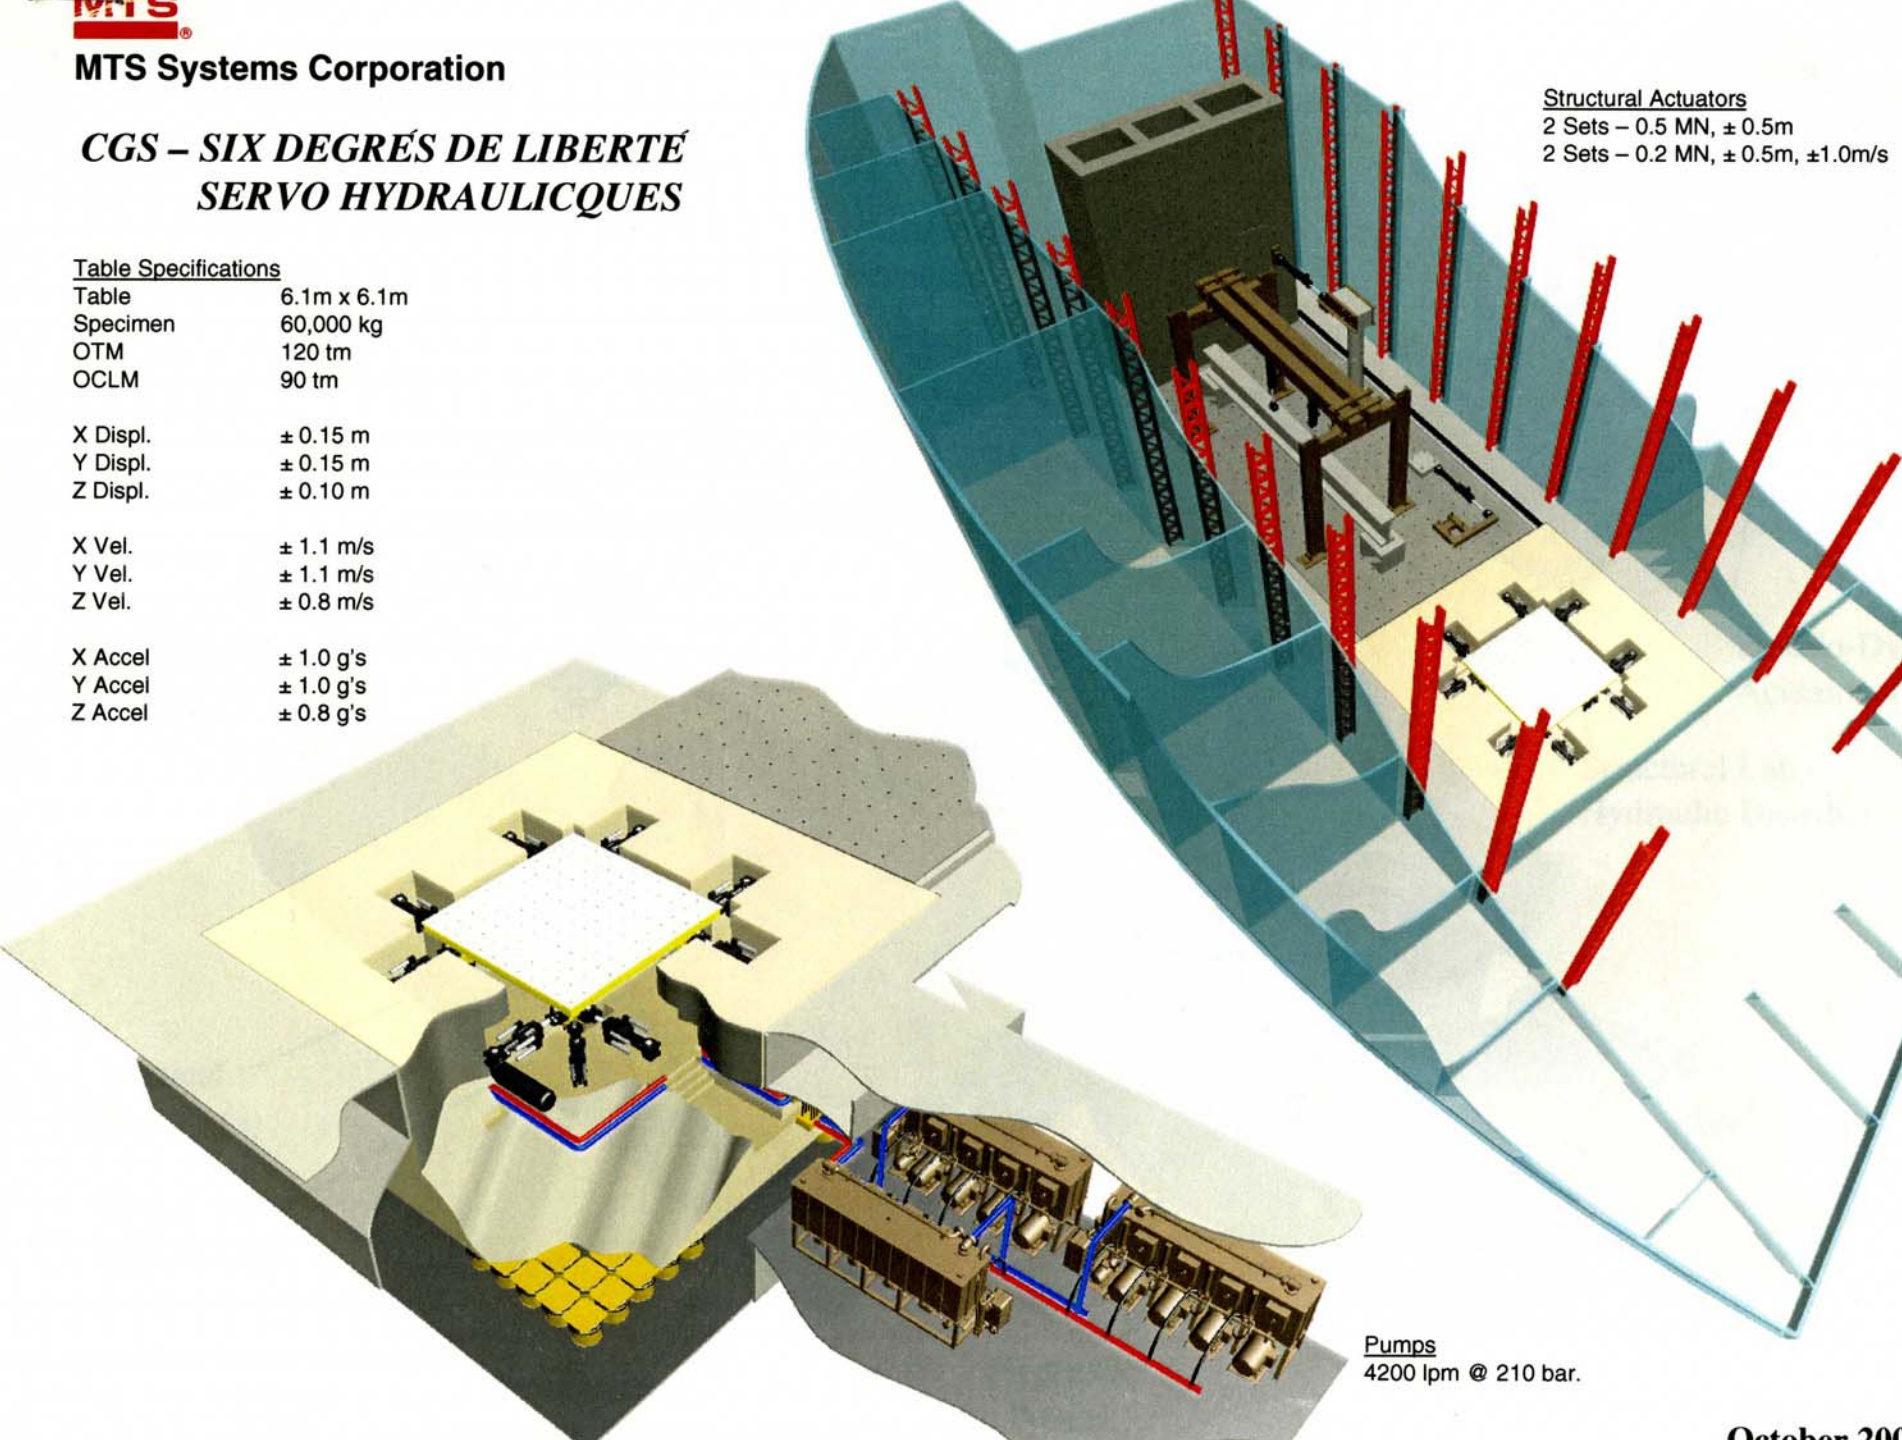 MTS
®
MTS Systems Corporation
CGS – SIX DEGRÉS DE LIBERTÉ
SERVO HYDRAULICQUES
Table Specifications
Table 6.1m x 6.1m
Specimen 60,000 kg
OTM 120 tm
OCLM 90 tm
X Displ. ± 0.15 m
Y Displ. ± 0.15 m
Z Displ. ± 0.10 m
X Vel. ± 1.1 m/s
Y Vel. ± 1.1 m/s
Z Vel. ± 0.8 m/s
X Accel ± 1.0 g's
Y Accel ± 1.0 g's
Z Accel ± 0.8 g's
Structural Actuators
2 Sets – 0.5 MN, ± 0.5m
2 Sets – 0.2 MN, ± 0.5m, ±1.0m/s
Pumps
4200 lpm @ 210 bar.
October